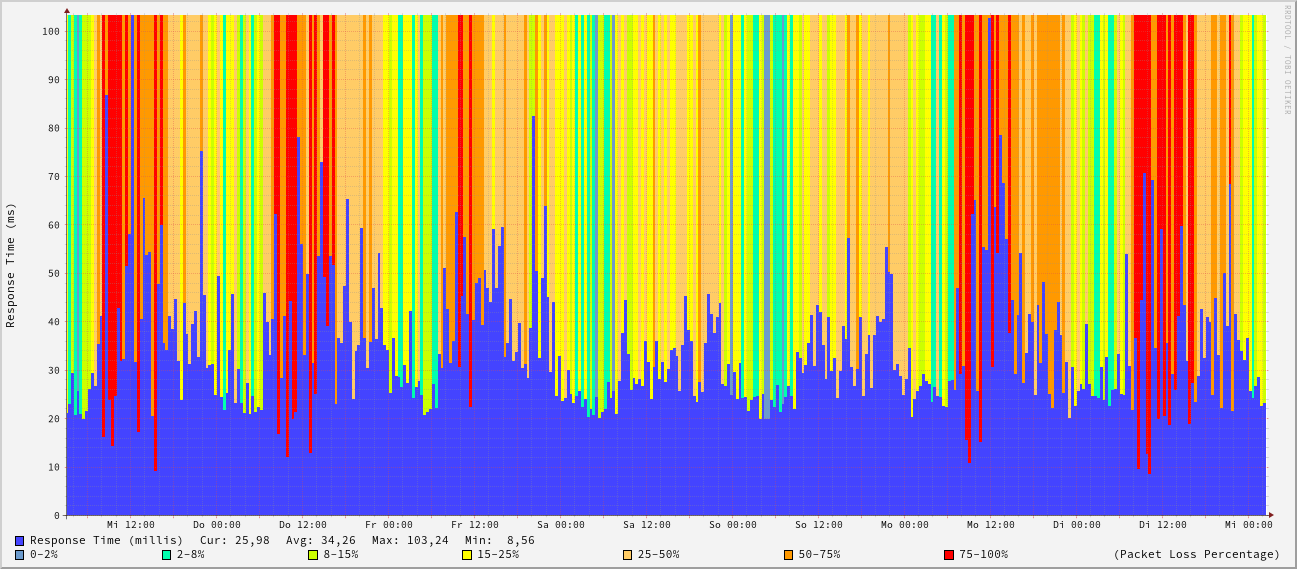 RRDTOOL / TOBI OETIKER
Response Time (ms)
100
90
80
70
60
50
40
30
20
10
0
Mi 12:00 Do 00:00 Do 12:00 Fr 00:00 Fr 12:00 Sa 00:00 Sa 12:00 So 00:00 So 12:00 Mo 00:00 Mo 12:00 Di 00:00 Di 12:00 Mi 00:00
Response Time (millis) Cur: 25,98 Avg: 34,26 Max: 103,24 Min: 8,56
0-2% 2-8% 8-15% 15-25% 25-50% 50-75% 75-100% (Packet Loss Percentage)